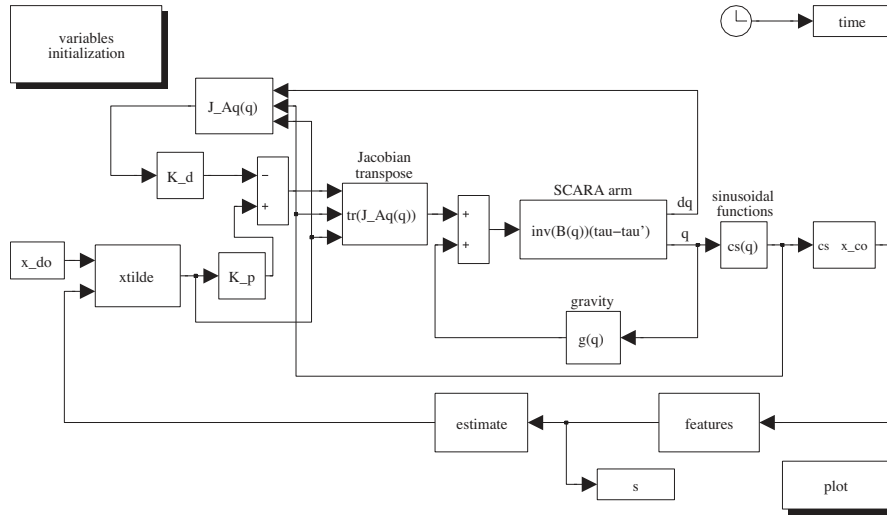 variables
initialization
time
J_Aq(q)
K_d
−
+
Jacobian
transpose
tr(J_Aq(q))
+
+
SCARA arm
inv(B(q))(tau−tau’)
dq
q
sinusoidal
functions
cs(q)
cs x_co
x_do
xtilde
K_p
gravity
g(q)
estimate
features
s
plot